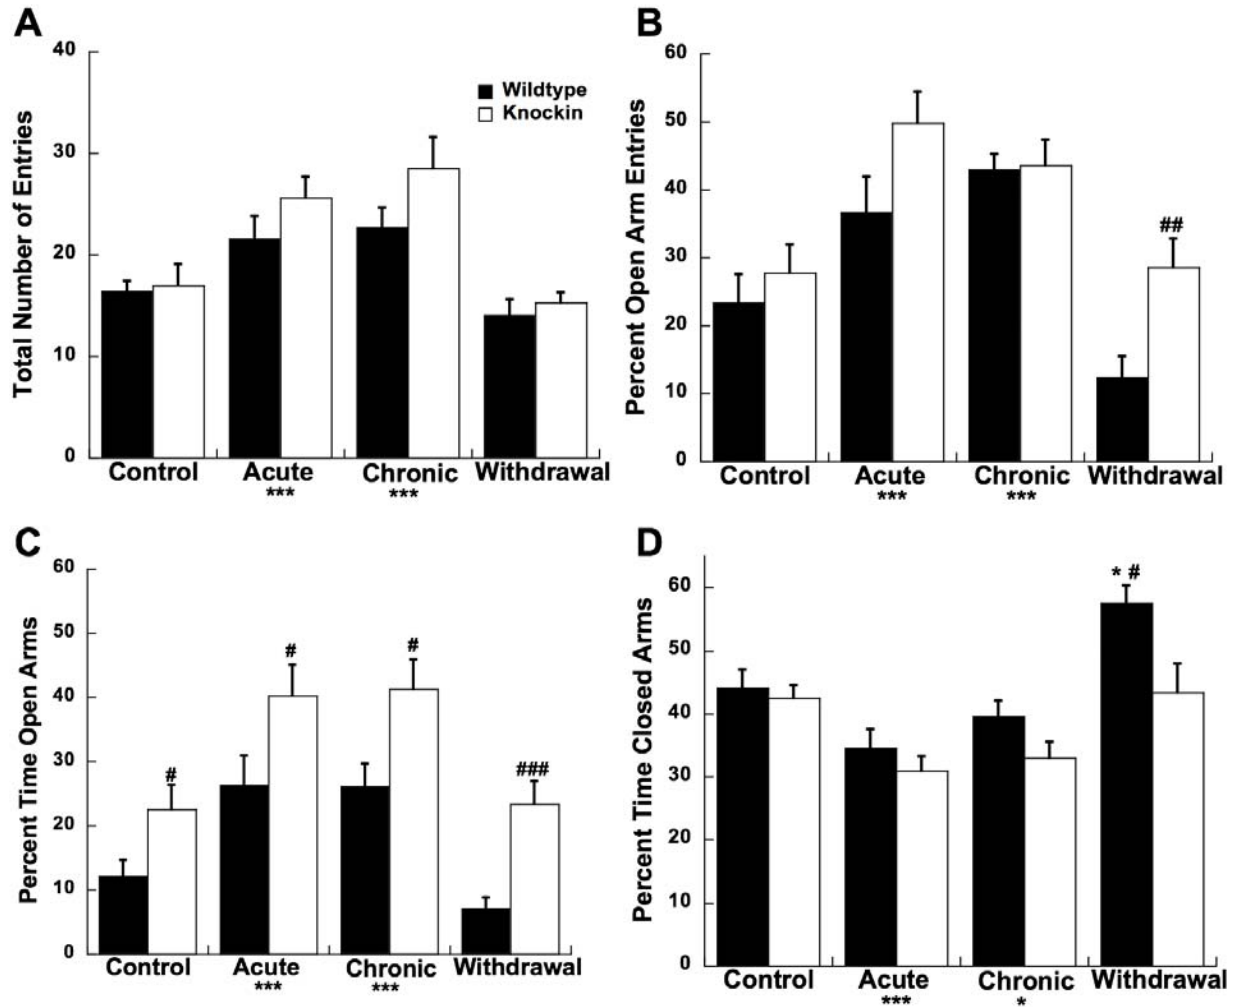 A
Total Number of Entries
40
30
20
10
0
Wildtype
Knockin
Control
Acute
Chronic
Withdrawal
***
***
B
Percent Open Arm Entries
60
50
40
30
20
10
0
##
Control
Acute
Chronic
Withdrawal
***
***
C
Percent Time Open Arms
60
50
40
30
20
10
0
#
#
#
###
Control
Acute
Chronic
Withdrawal
***
***
D
Percent Time Closed Arms
60
50
40
30
20
10
0
* #
Control
Acute
Chronic
Withdrawal
***
*